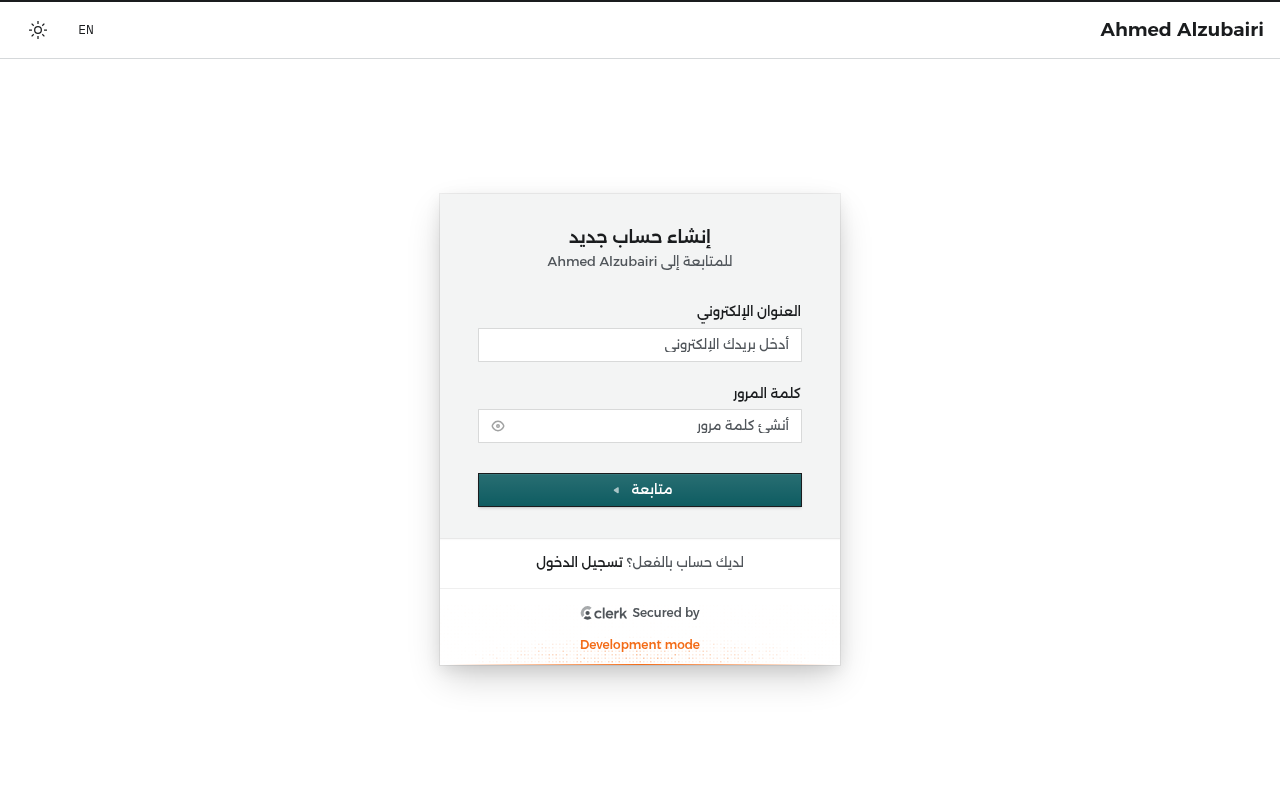 Ahmed Alzubairi
EN
إنشاء حساب جديد
للمتابعة إلى Ahmed Alzubairi
العنوان الإلكتروني
أدخل بريدك الإلكتروني
كلمة المرور
أنشئ كلمة مرور
متابعة
لديك حساب بالفعل؟ تسجيل الدخول
Secured by clerk
Development mode